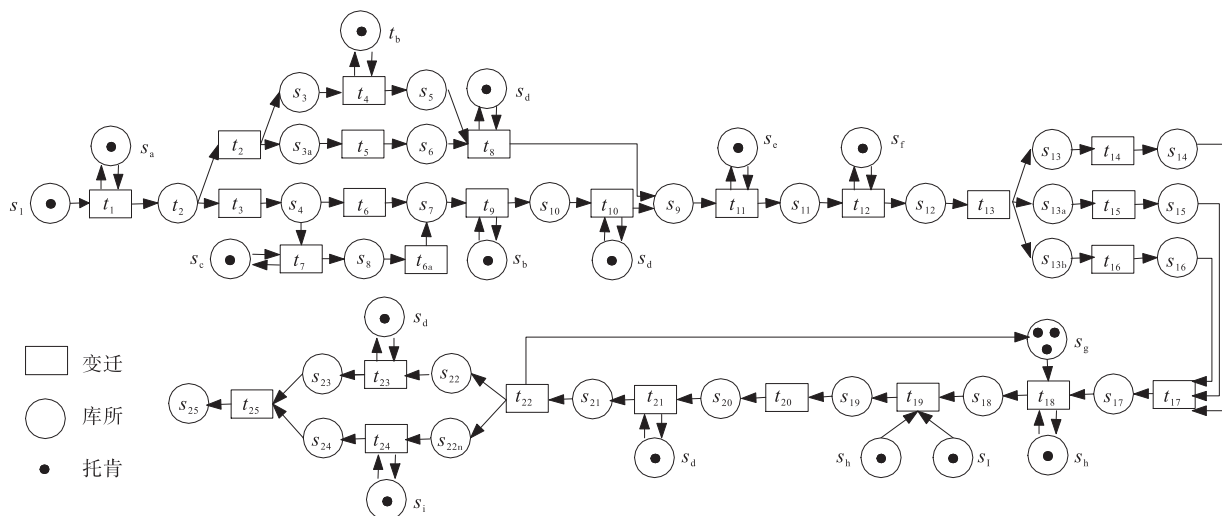 t_b
s_3 t_4 s_5 s_d
s_a t_2 s_3a t_5 s_6 t_8
s_e s_f
s_13 t_14 s_14
s_1 t_1 t_2 t_3 s_4 t_6 s_7 t_9 s_10 t_10 s_9 t_11 s_11 t_12 s_12 t_13 s_13a t_15 s_15
s_c t_7 s_8 t_6a s_b s_d
s_13b t_16 s_16
s_d
s_g
变迁 s_23 t_23 s_22
库所 s_25 t_25 t_22 s_21 t_21 s_20 t_20 s_19 t_19 s_18 t_18 s_17 t_17
s_24 t_24 s_22n
托肯 s_i s_d s_h s_l s_h